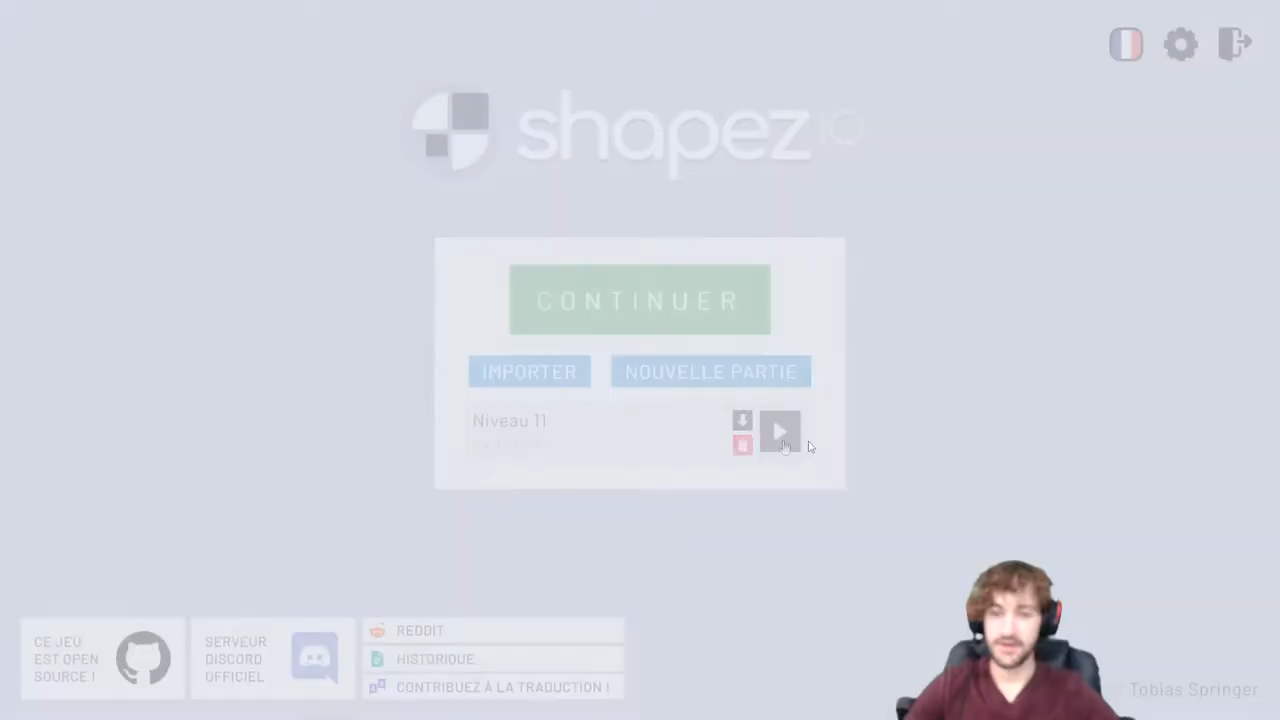 shapez io
CONTINUER
IMPORTER
NOUVELLE PARTIE
Niveau 11
CE JEU
EST OPEN
SOURCE !
SERVEUR
DISCORD
OFFICIEL
REDDIT
HISTORIQUE
CONTRIBUEZ À LA TRADUCTION !
Tobias Springer